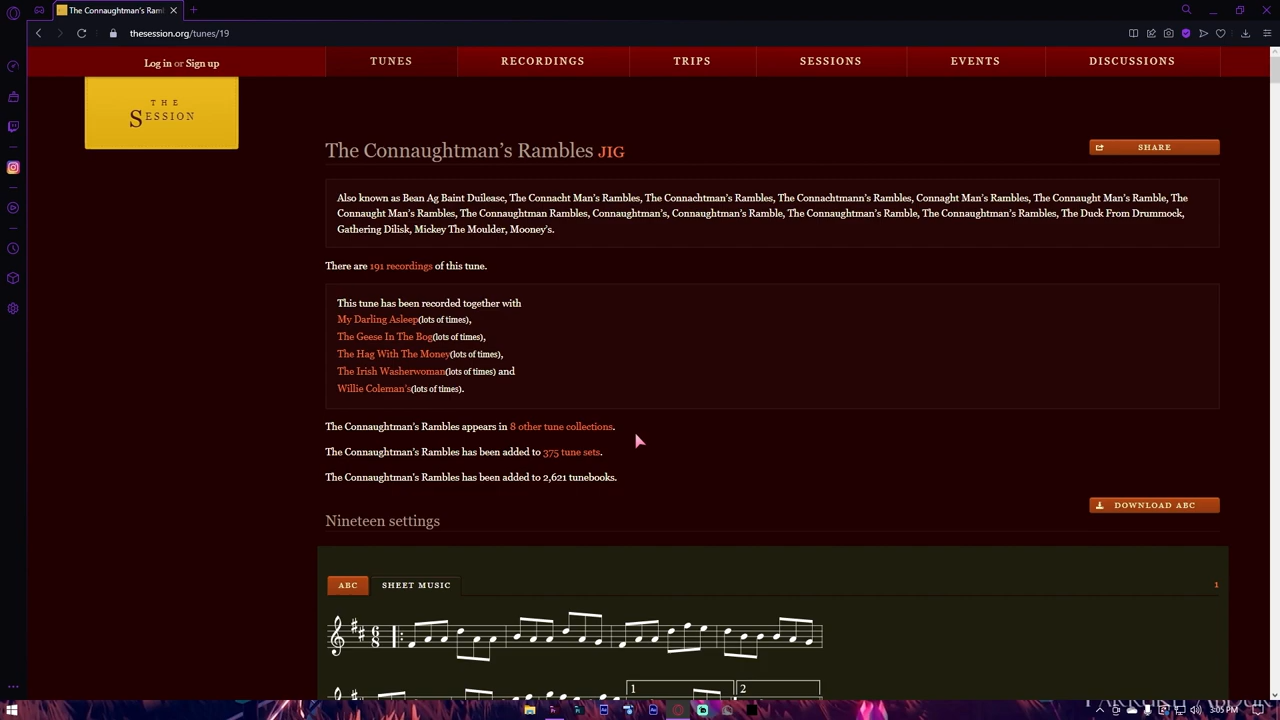 The Connaughtman's Ram
thesession.org/tunes/19
Log in or Sign up
TUNES
RECORDINGS
TRIPS
SESSIONS
EVENTS
DISCUSSIONS
THE
SESSION
The Connaughtman's Rambles JIG
SHARE
Also known as Bean Ag Baint Duileasc, The Connacht Man's Rambles, The Connachtman's Rambles, The Connachtmann's Rambles, Connaght Man's Rambles, The Connaught Man's Ramble, The
Connaught Man's Rambles, The Connaughtman Rambles, Connaughtman's, Connaughtman's Ramble, The Connaughtman's Ramble, The Connaughtman's Rambles, The Duck From Drummock,
Gathering Dilisk, Mickey The Moulder, Mooney's.
There are 191 recordings of this tune.
This tune has been recorded together with
My Darling Asleep(lots of times),
The Geese In The Bog(lots of times),
The Hag With The Money(lots of times),
The Irish Washerwoman(lots of times) and
Willie Coleman's(lots of times).
The Connaughtman's Rambles appears in 8 other tune collections.
The Connaughtman's Rambles has been added to 375 tune sets.
The Connaughtman's Rambles has been added to 2,621 tunebooks.
DOWNLOAD ABC
Nineteen settings
ABC
SHEET MUSIC
1
6
8
1
2
3:05 PM